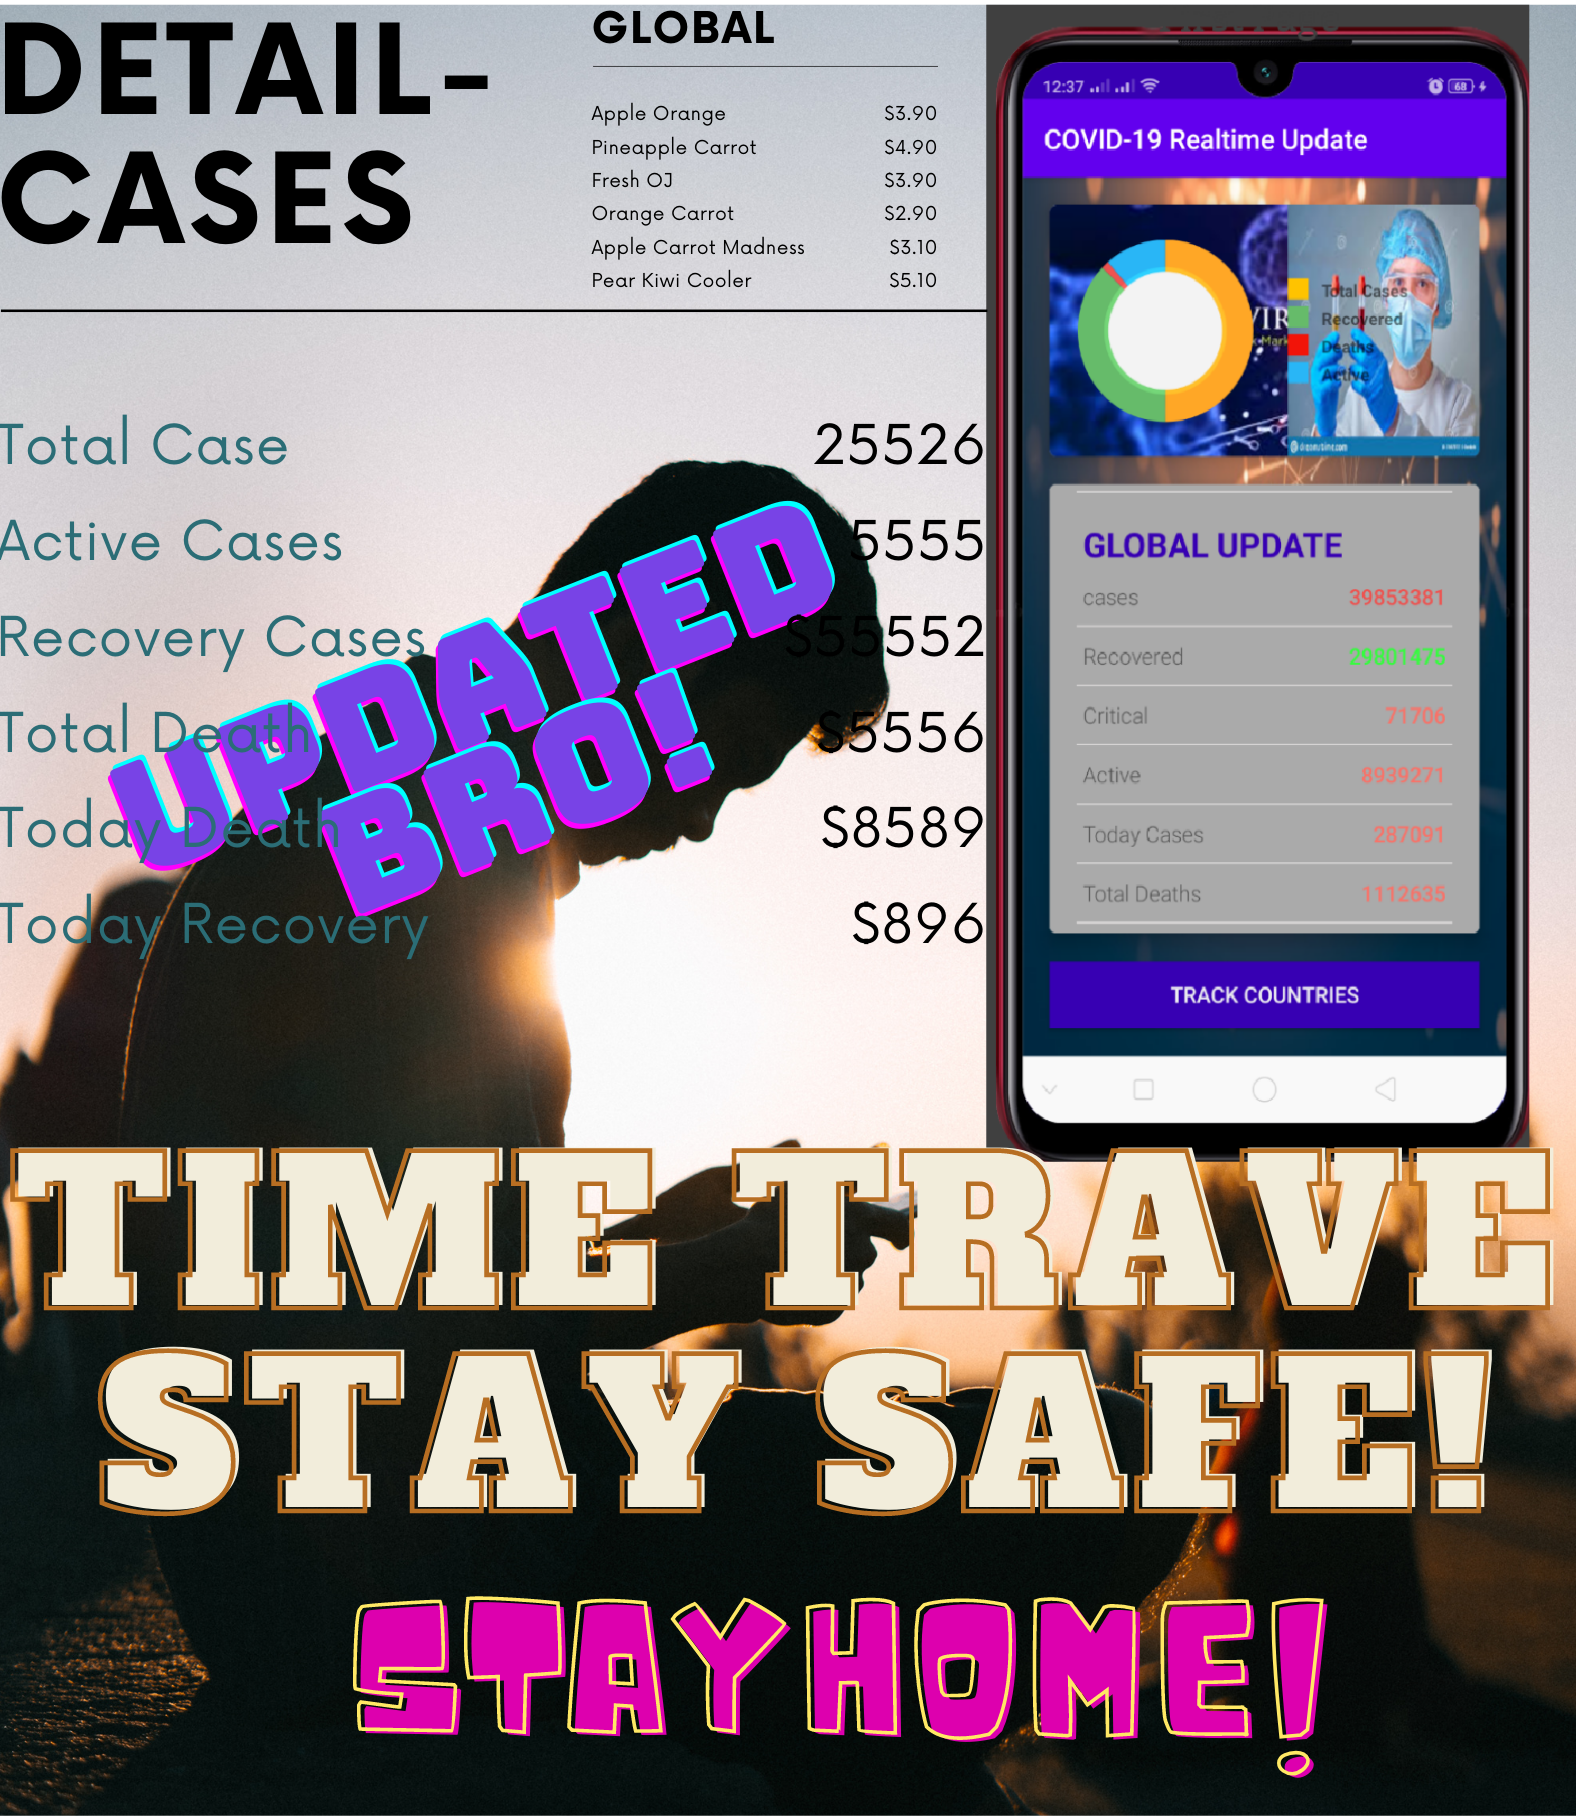 DETAIL-
CASES
GLOBAL
Apple Orange $3.90
Pineapple Carrot $4.90
Fresh OJ $3.90
Orange Carrot $2.90
Apple Carrot Madness $3.10
Pear Kiwi Cooler $5.10
Total Case 25526
Active Cases 5555
Recovery Cases $55552
Total Death $5556
Today Death $8589
Today Recovery $896
UPDATED
BRO!
12:37 68
COVID-19 Realtime Update
Total Cases
Recovered
Deaths
Active
GLOBAL UPDATE
cases 39853381
Recovered 29801475
Critical 71706
Active 8939271
Today Cases 287091
Total Deaths 1112635
TRACK COUNTRIES
TIME TRAVE
STAY SAFE!
STAYHOME!